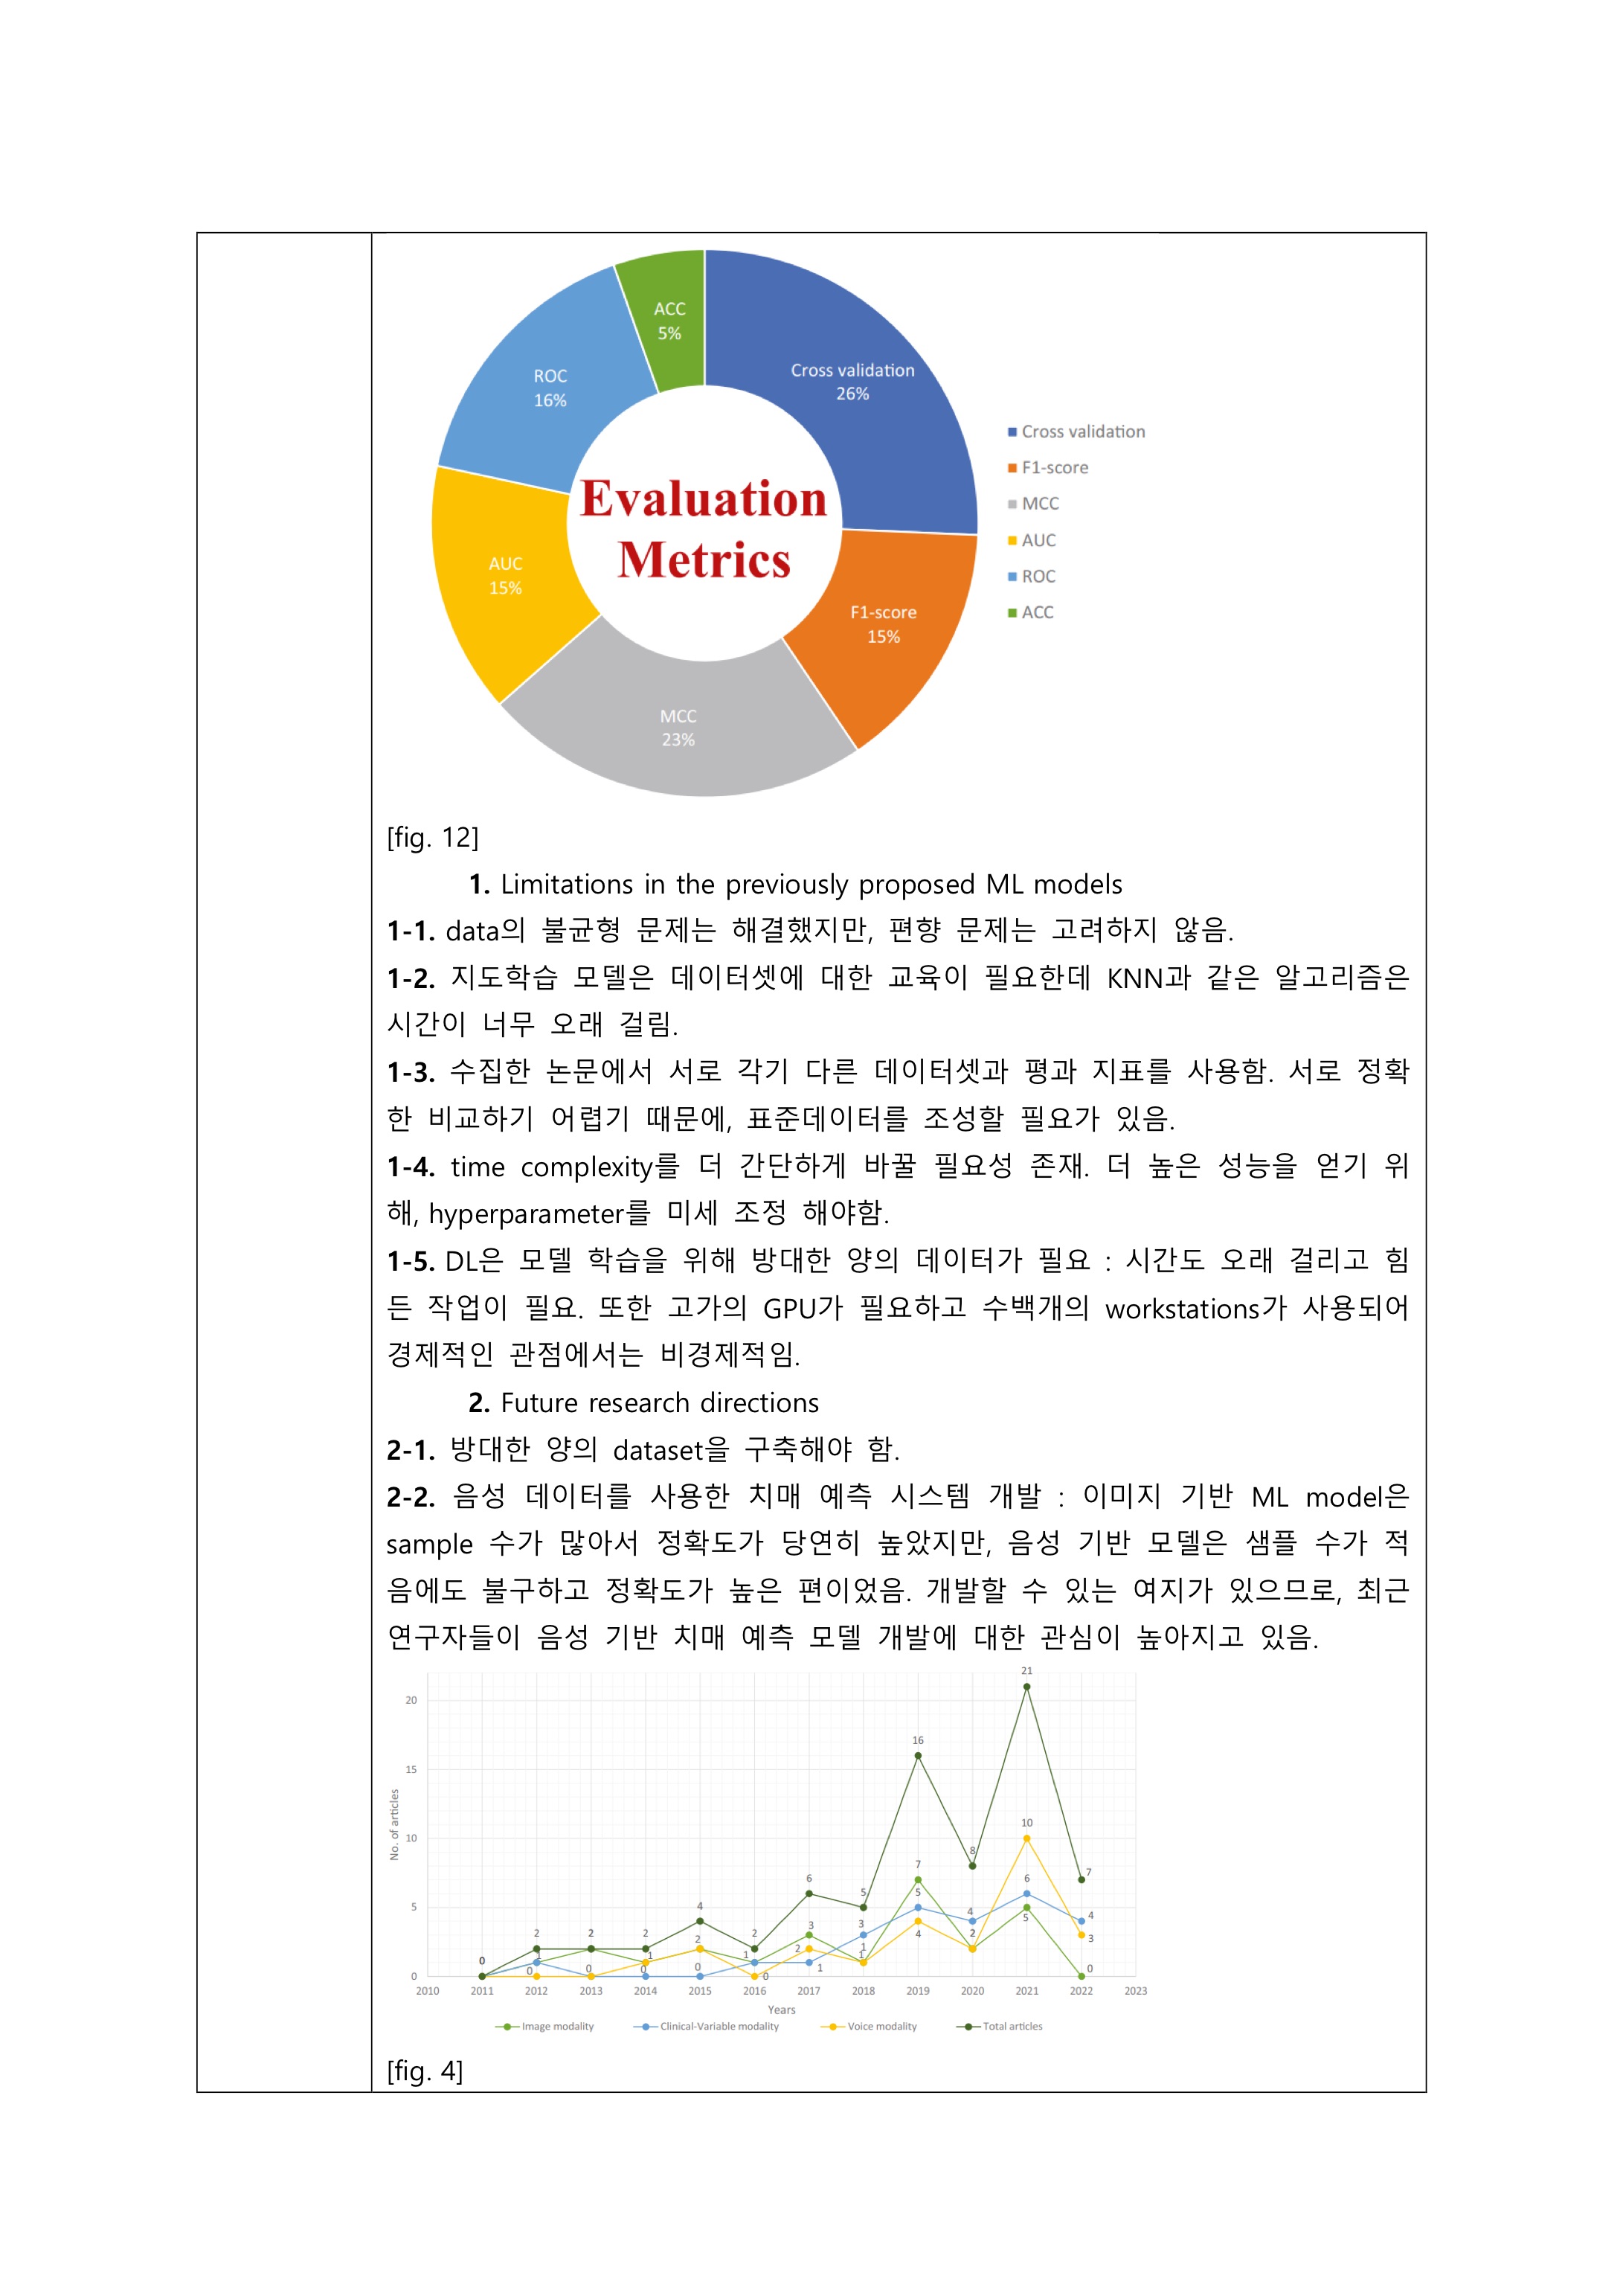 ACC
5%
Cross validation
26%
ROC
16%
Cross validation
F1-score
MCC
AUC
ROC
ACC
Evaluation
Metrics
AUC
15%
F1-score
15%
MCC
23%
[fig. 12]
1. Limitations in the previously proposed ML models
1-1. data의 불균형 문제는 해결했지만, 편향 문제는 고려하지 않음.
1-2. 지도학습 모델은 데이터셋에 대한 교육이 필요한데 KNN과 같은 알고리즘은
시간이 너무 오래 걸림.
1-3. 수집한 논문에서 서로 각기 다른 데이터셋과 평과 지표를 사용함. 서로 정확
한 비교하기 어렵기 때문에, 표준데이터를 조성할 필요가 있음.
1-4. time complexity를 더 간단하게 바꿀 필요성 존재. 더 높은 성능을 얻기 위
해, hyperparameter를 미세 조정 해야함.
1-5. DL은 모델 학습을 위해 방대한 양의 데이터가 필요 : 시간도 오래 걸리고 힘
든 작업이 필요. 또한 고가의 GPU가 필요하고 수백개의 workstations가 사용되어
경제적인 관점에서는 비경제적임.
2. Future research directions
2-1. 방대한 양의 dataset을 구축해야 함.
2-2. 음성 데이터를 사용한 치매 예측 시스템 개발 : 이미지 기반 ML model은
sample 수가 많아서 정확도가 당연히 높았지만, 음성 기반 모델은 샘플 수가 적
음에도 불구하고 정확도가 높은 편이었음. 개발할 수 있는 여지가 있으므로, 최근
연구자들이 음성 기반 치매 예측 모델 개발에 대한 관심이 높아지고 있음.
21
20
16
15
No. of articles
10
10
8
7
7
6
6
5
5
5
5
4
4
4
4
3
3
3
2
2
2
2
2
2
2
1
1
1
1
1
1
0
0
0
0
0
0
0
0
2010 2011 2012 2013 2014 2015 2016 2017 2018 2019 2020 2021 2022 2023
Years
Image modality Clinical-Variable modality Voice modality Total articles
[fig. 4]